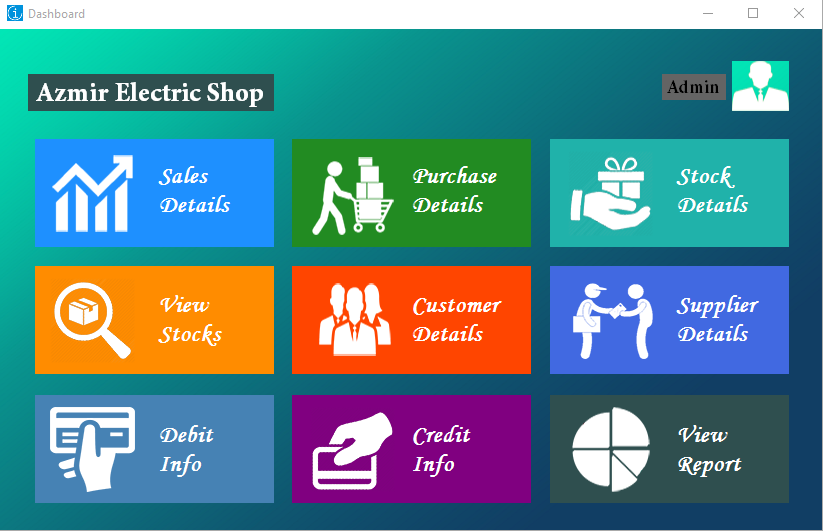 Dashboard
Azmir Electric Shop
Admin
Sales
Details
Purchase
Details
Stock
Details
View
Stocks
Customer
Details
Supplier
Details
Debit
Info
Credit
Info
View
Report